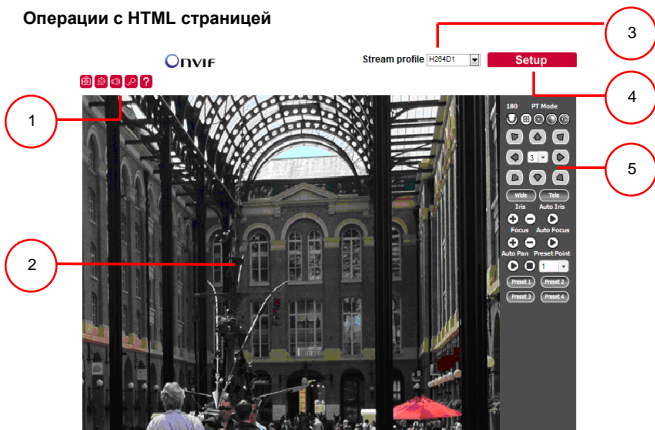 Операции с HTML страницей
ONVIF
Stream profile H264D1
Setup
?
3
4
1
2
5
180 PT Mode
3
Wide Tele
Iris Auto Iris
Focus Auto Focus
Auto Pan Preset Point
1
Preset 1 Preset 2
Preset 3 Preset 4